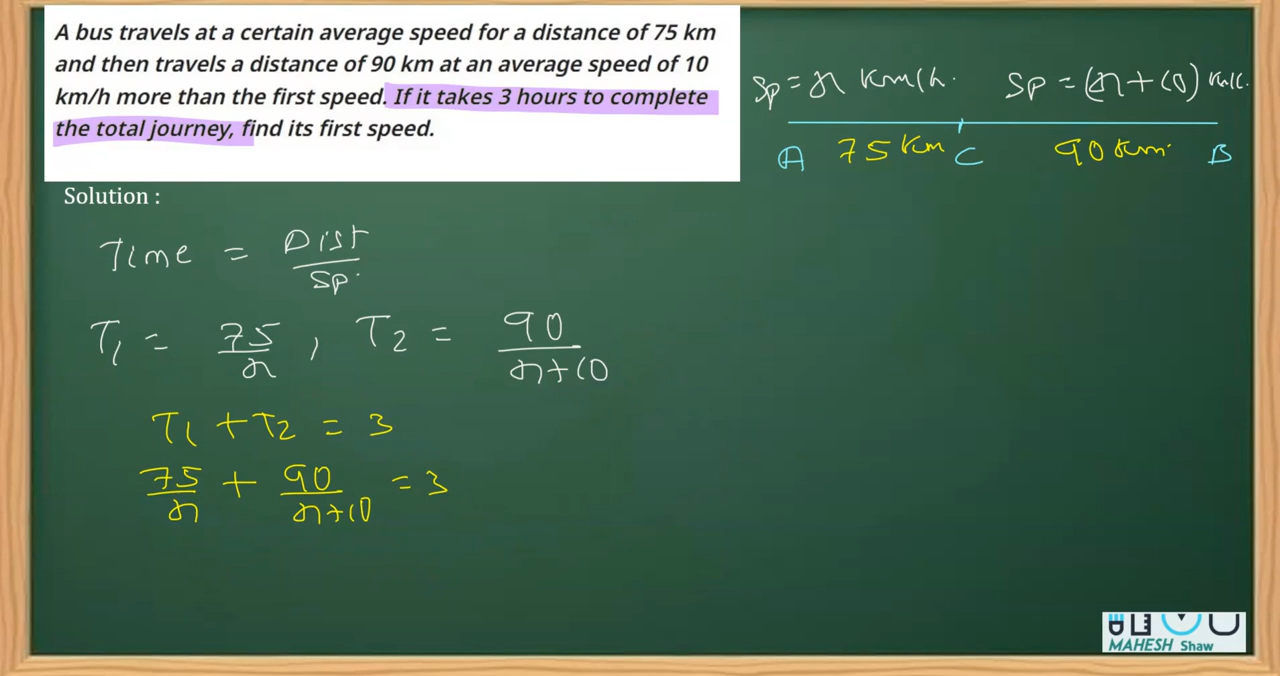 A bus travels at a certain average speed for a distance of 75 km
and then travels a distance of 90 km at an average speed of 10
km/h more than the first speed. If it takes 3 hours to complete
the total journey, find its first speed.
Sp = x km/h. Sp = (x+10) km/h.
A 75 km C 90 km B
Solution :
Time = Dist/Sp.
T1 = 75/x , T2 = 90/x+10
T1 + T2 = 3
75/x + 90/x+10 = 3
MAHESH Shaw